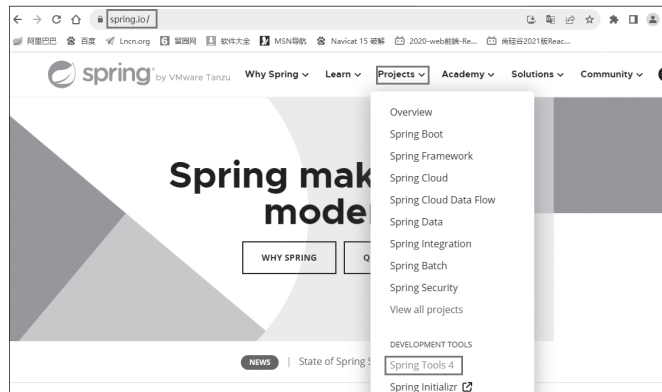 spring.io/
阿里巴巴 百度 Lncn.org 留园网 软件大全 MSN导航 Navicat 15 破解 2020-web前端-Re... 尚硅谷2021版Reac...
spring by VMware Tanzu Why Spring Learn Projects Academy Solutions Community
Overview
Spring Boot
Spring Framework
Spring Cloud
Spring Cloud Data Flow
Spring Data
Spring Integration
Spring Batch
Spring Security
View all projects
DEVELOPMENT TOOLS
Spring Tools 4
Spring Initializr
Spring mak
mode
WHY SPRING Q
NEWS | State of Spring S